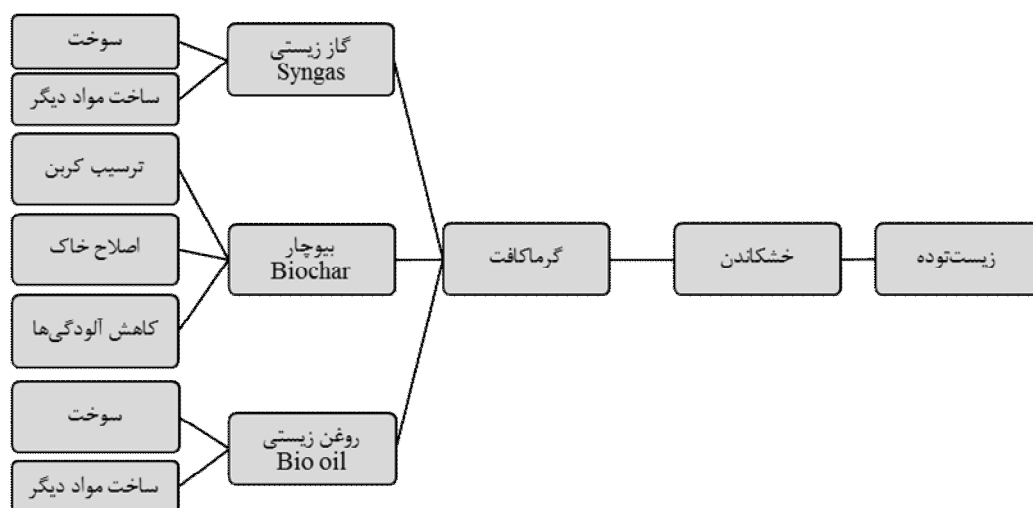 زیست‌توده
خشکاندن
گرماکافت
گاز زیستی
Syngas
سوخت
ساخت مواد دیگر
بیوچار
Biochar
ترسیب کربن
اصلاح خاک
کاهش آلودگی‌ها
روغن زیستی
Bio oil
سوخت
ساخت مواد دیگر